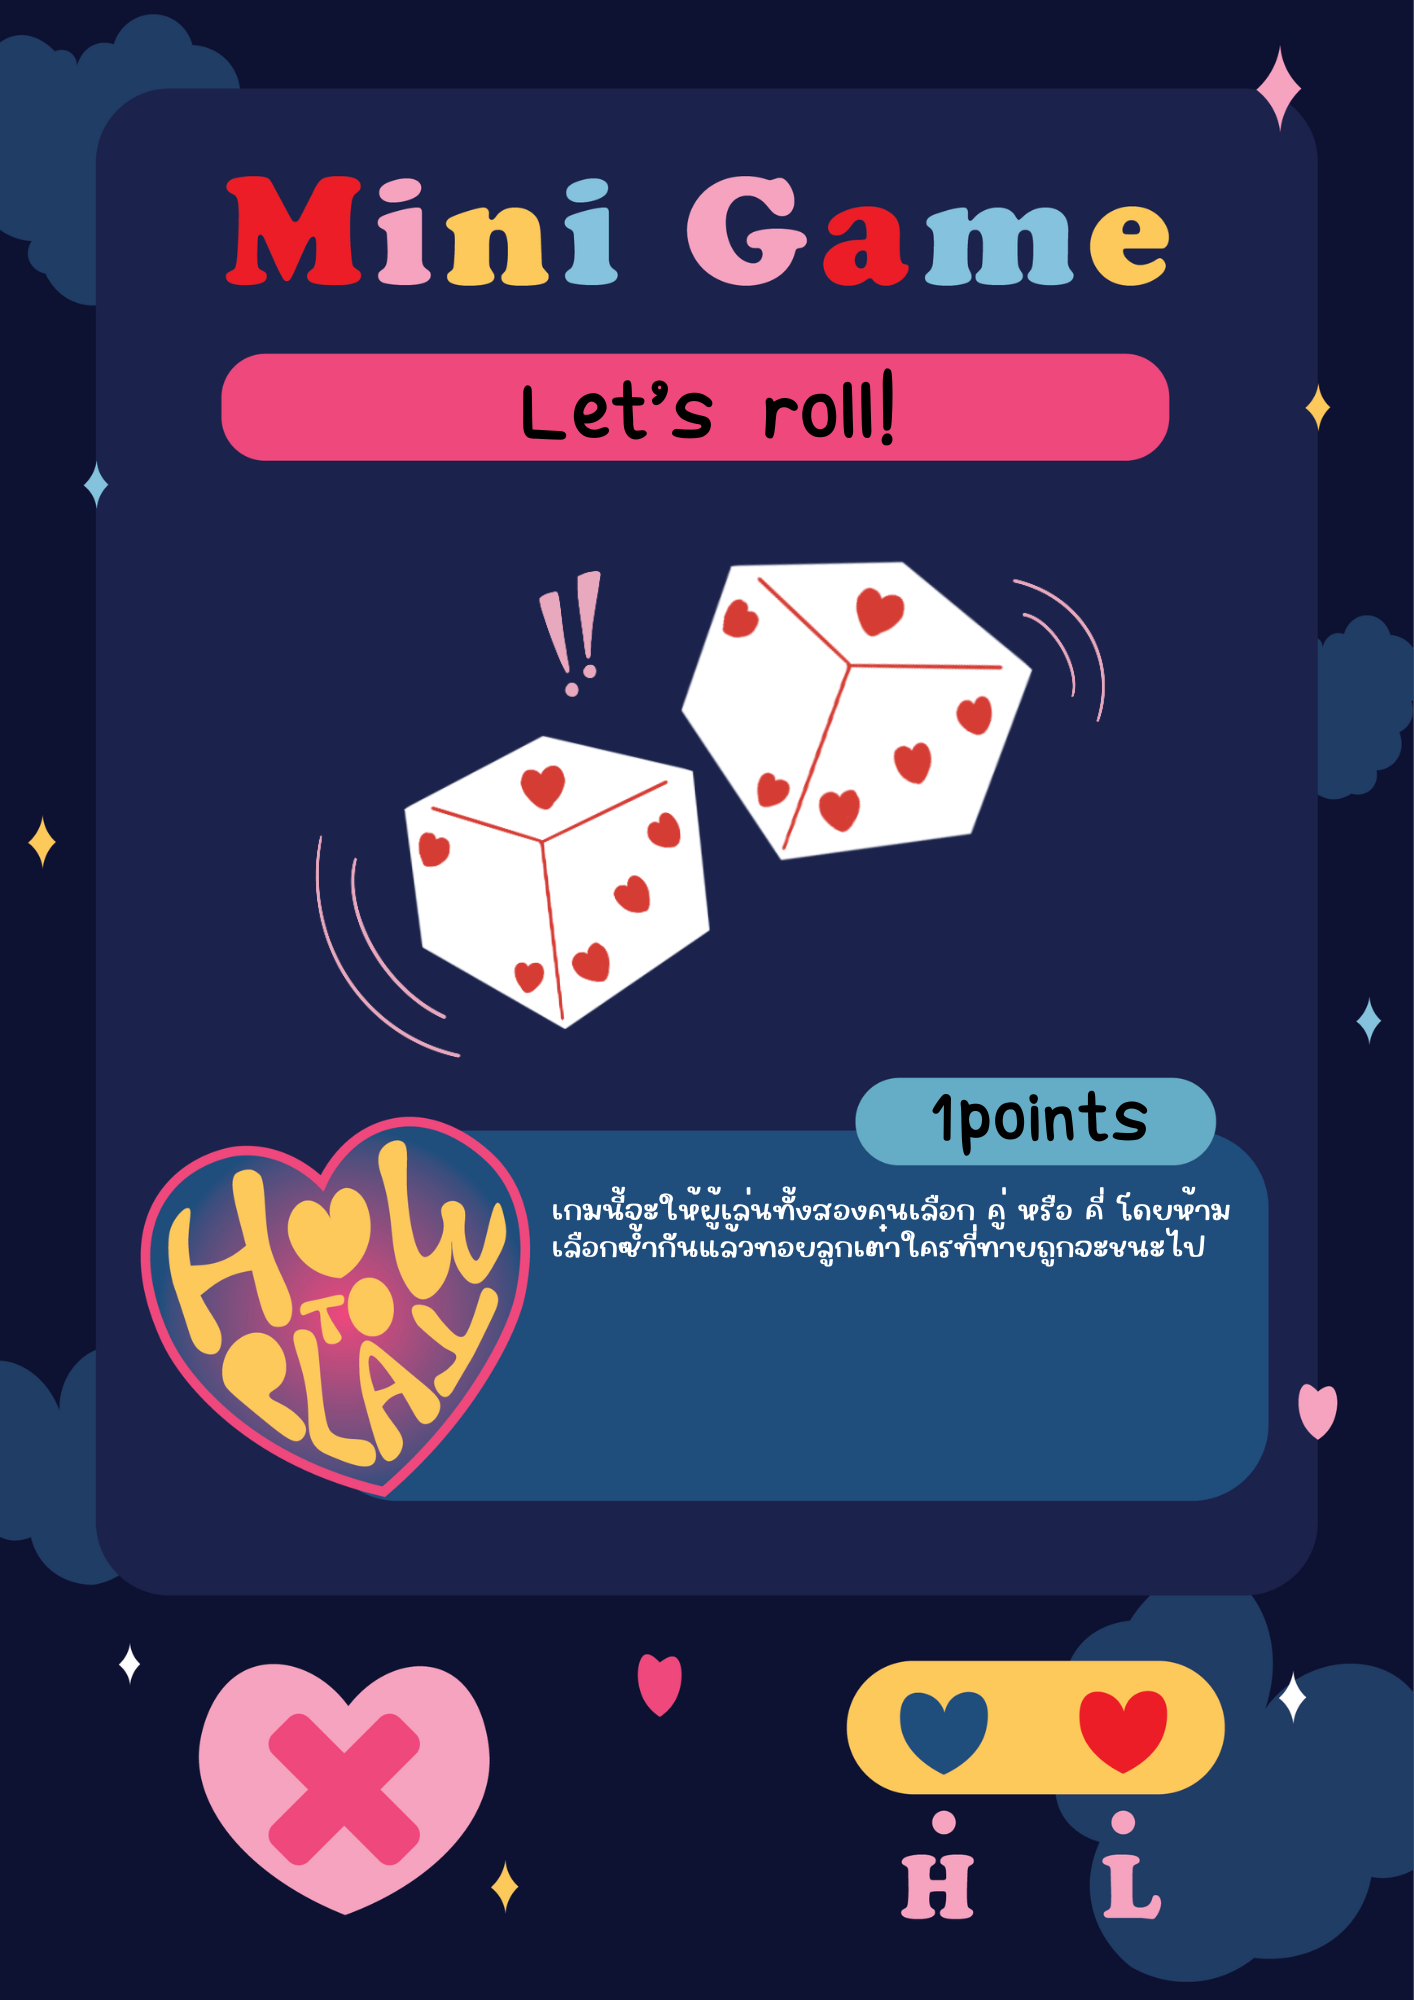 Mini Game
Let's roll!
1points
HOW
TO
PLAY
เกมนี้จะให้ผู้เล่นทั้งสองคนเลือก คู่ หรือ คี่ โดยห้าม
เลือกซ้ำกันแล้วทอยลูกเต๋าใครที่ทายถูกจะชนะไป
H L